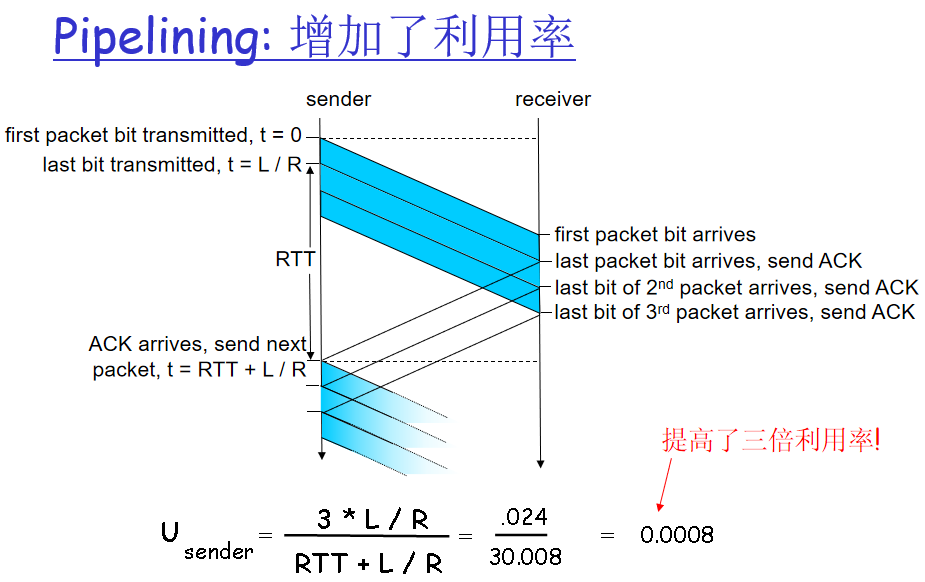 Pipelining: 增加了利用率
sender
receiver
first packet bit transmitted, t = 0
last bit transmitted, t = L / R
first packet bit arrives
RTT
last packet bit arrives, send ACK
last bit of 2nd packet arrives, send ACK
last bit of 3rd packet arrives, send ACK
ACK arrives, send next
packet, t = RTT + L / R
提高了三倍利用率!
U sender = 3 * L / R / RTT + L / R = .024 / 30.008 = 0.0008